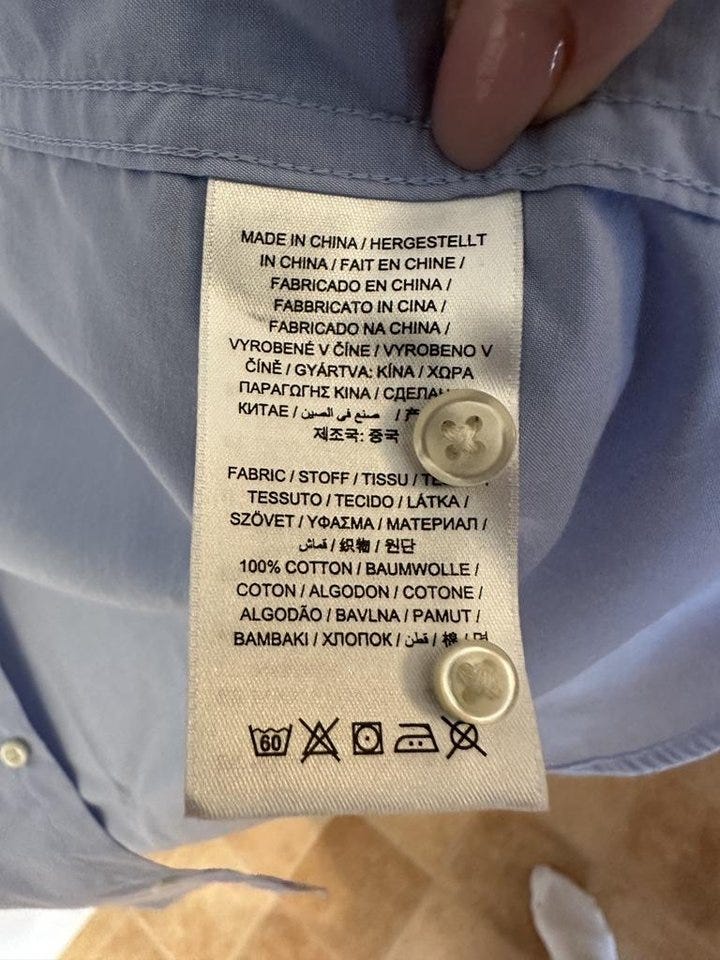 MADE IN CHINA / HERGESTELLT
IN CHINA / FAIT EN CHINE /
FABRICADO EN CHINA /
FABBRICATO IN CINA /
FABRICADO NA CHINA /
VYROBENÉ V ČÍNE / VYROBENO V
ČÍNĚ / GYÁRTVA: KÍNA / ΧΩΡΑ
ΠΑΡΑΓΩΓΗΣ ΚΙΝΑ /
КИТАЕ / صنع في الصين /
제조국: 중국
FABRIC / STOFF / TISSU /
TESSUTO / TECIDO / LÁTKA /
SZÖVET / ΥΦΑΣΜΑ / МАТЕРИАЛ /
قماش / 织物 / 원단
100% COTTON / BAUMWOLLE /
COTON / ALGODON / COTONE /
ALGODÃO / BAVLNA / PAMUT /
ΒΑΜΒΑΚΙ / ХЛОПОК / قطن / 棉 /
60